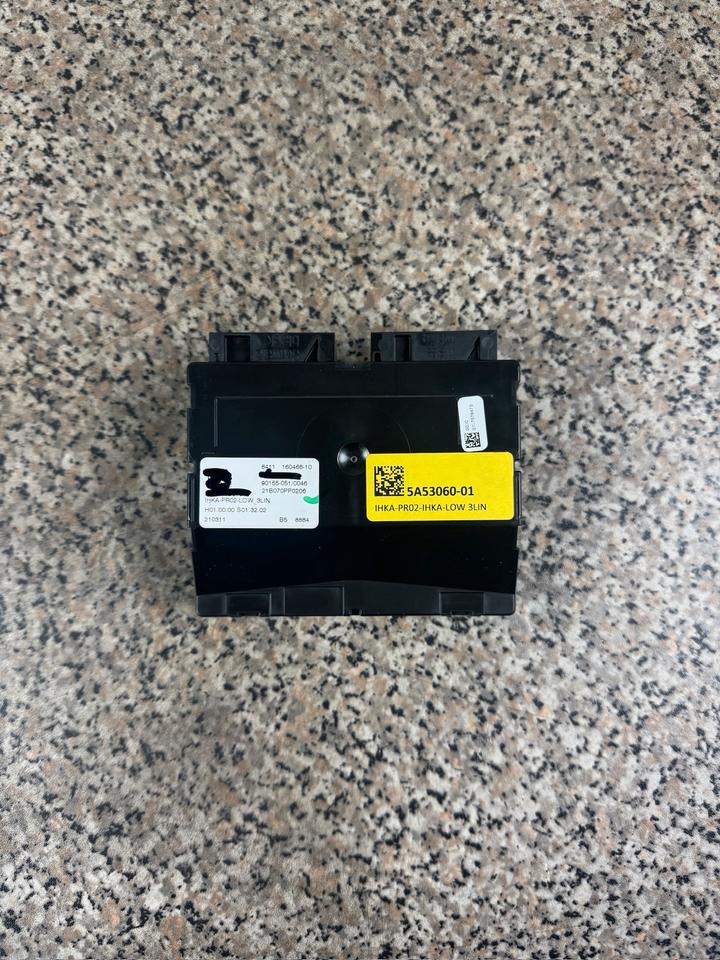 6411 160466-10
90155-051/0046
21B070PP0206
IHKA-PR02-LOW_3LIN
H01.00.00 S01.32.02
210311 B5 8884
5A53060-01
IHKA-PR02-IHKA-LOW 3LIN